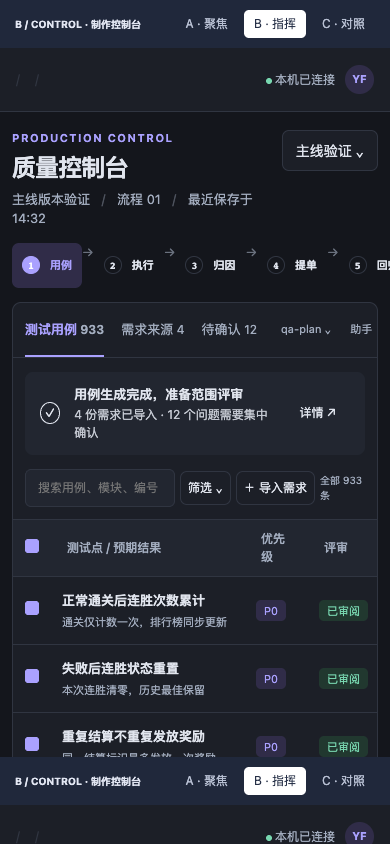 B / CONTROL · 制作控制台 A · 聚焦 B · 指挥 C · 对照
/ / 本机已连接 YF
PRODUCTION CONTROL
质量控制台
主线验证
主线版本验证 / 流程 01 / 最近保存于
14:32
1 用例 → 2 执行 → 3 归因 → 4 提单 → 5
测试用例 933 需求来源 4 待确认 12 qa-plan 助手
用例生成完成，准备范围评审
4 份需求已导入 · 12 个问题需要集中
确认
详情 ↗
搜索用例、模块、编号 筛选 + 导入需求 全部 933
条
测试点 / 预期结果 优先
级 评审
正常通关后连胜次数累计
通关仅计数一次，排行榜同步更新
P0 已审阅
失败后连胜状态重置
本次连胜清零，历史最佳保留
P0 已审阅
重复结算不重复发放奖励
P0 已审阅
B / CONTROL · 制作控制台 A · 聚焦 B · 指挥 C · 对照
/ / 本机已连接 YF